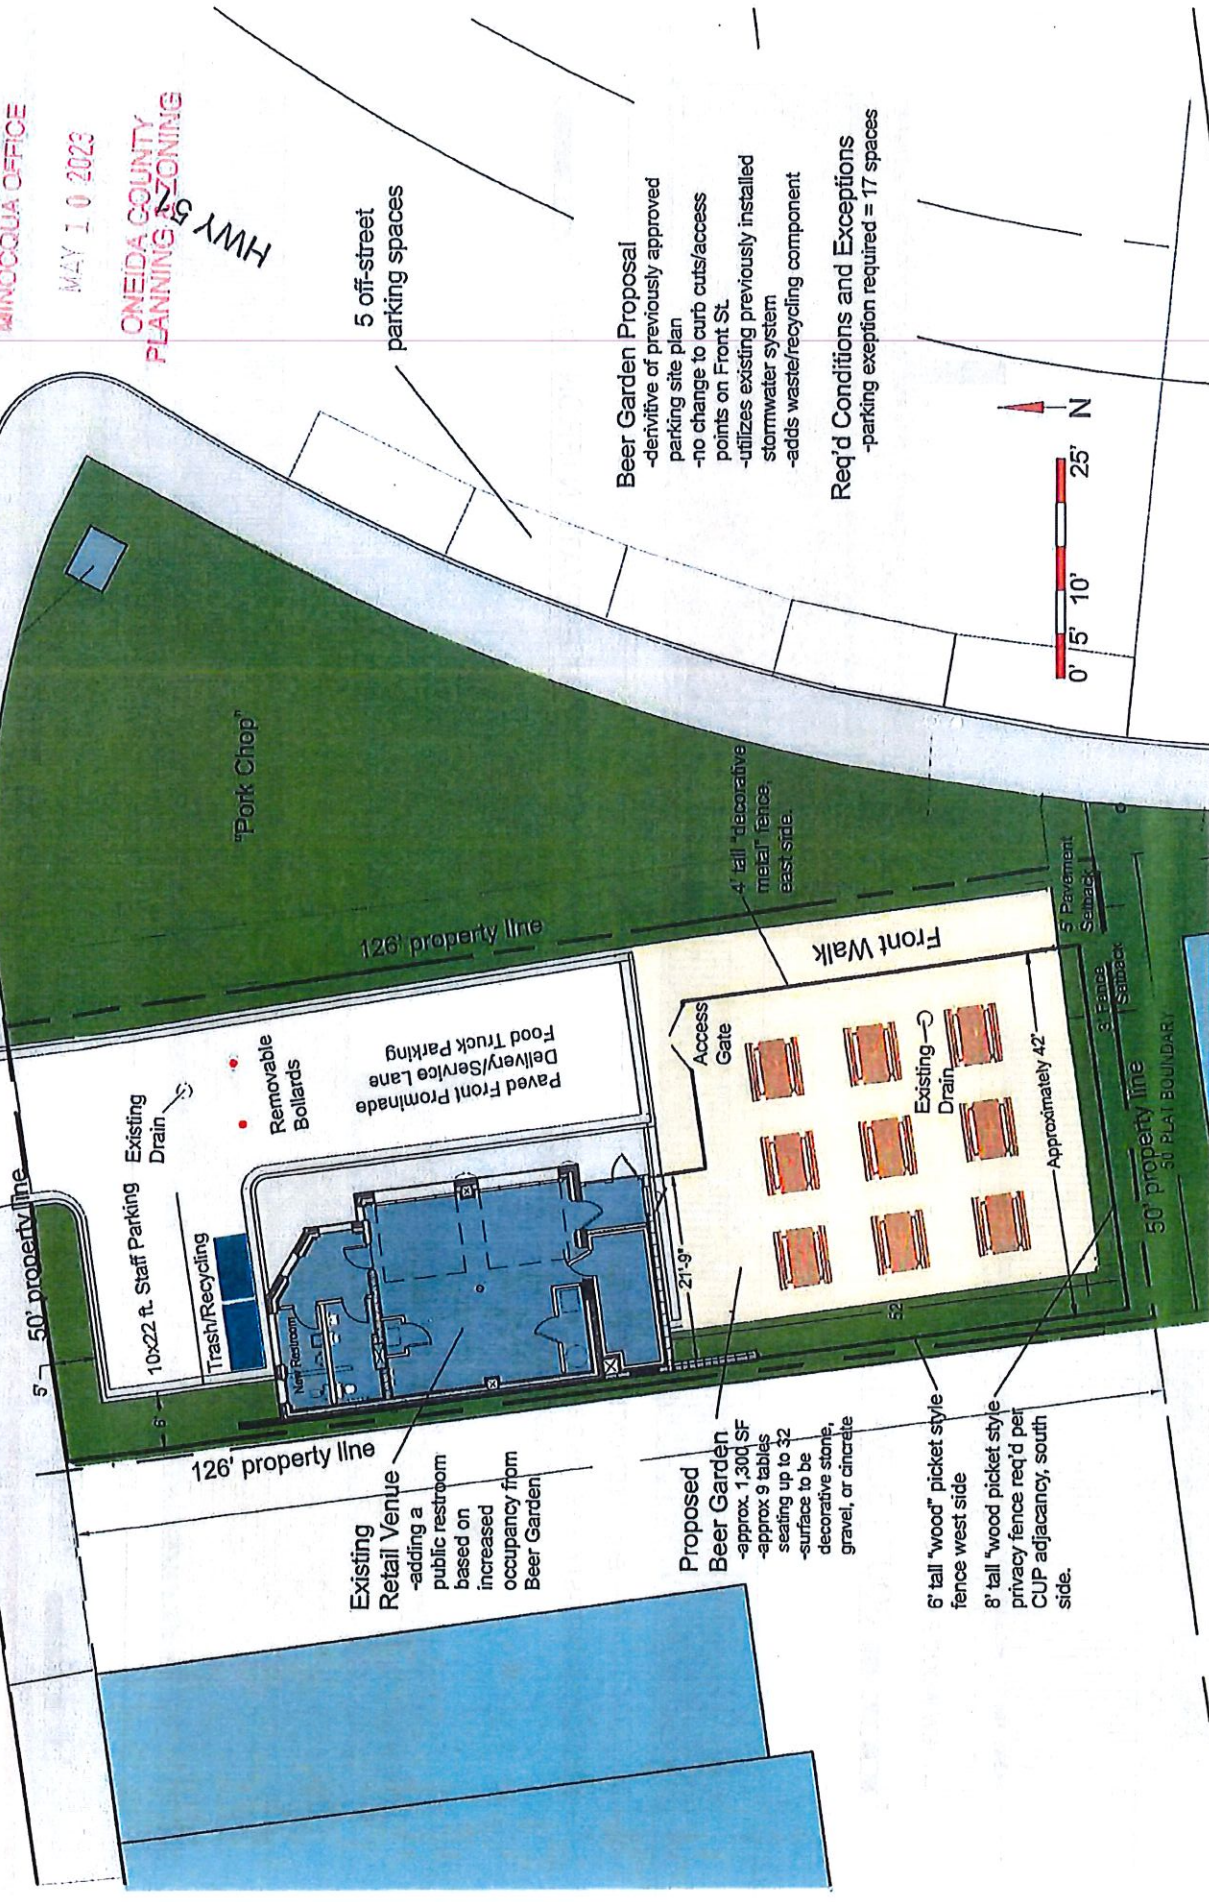 MINOCQUA OFFICE
MAY 10 2023
ONEIDA COUNTY
PLANNING & ZONING
HWY 51
5 off-street
parking spaces
Beer Garden Proposal
-derivitive of previously approved
parking site plan
-no change to curb cuts/access
points on Front St.
-utilizes existing previously installed
stormwater system
-adds waste/recycling component
Req'd Conditions and Exceptions
-parking exeption required = 17 spaces
N
0' 5' 10' 25'
"Pork Chop"
50' property line
5'
10x22 ft. Staff Parking
Existing
Drain
Removable
Bollards
Trash/Recycling
6'
126' property line
126' property line
Paved Front Prominade
Delivery/Service Lane
Food Truck Parking
New Restroom
4' tall "decorative
metal" fence,
east side.
Front Walk
Access
Gate
Existing
Drain
21'-9"
52
Approximately 42'
5' Pavement
Setback
3' Fence
Setback
50' property line
50 PLAT BOUNDARY
Existing
Retail Venue
-adding a
public restroom
based on
increased
occupancy from
Beer Garden
Proposed
Beer Garden
-approx. 1,300 SF
-approx 9 tables
seating up to 32
-surface to be
decorative stone,
gravel, or cincrete
6' tall "wood" picket style
fence west side
8' tall "wood picket style
privacy fence req'd per
CUP adjacancy, south
side.